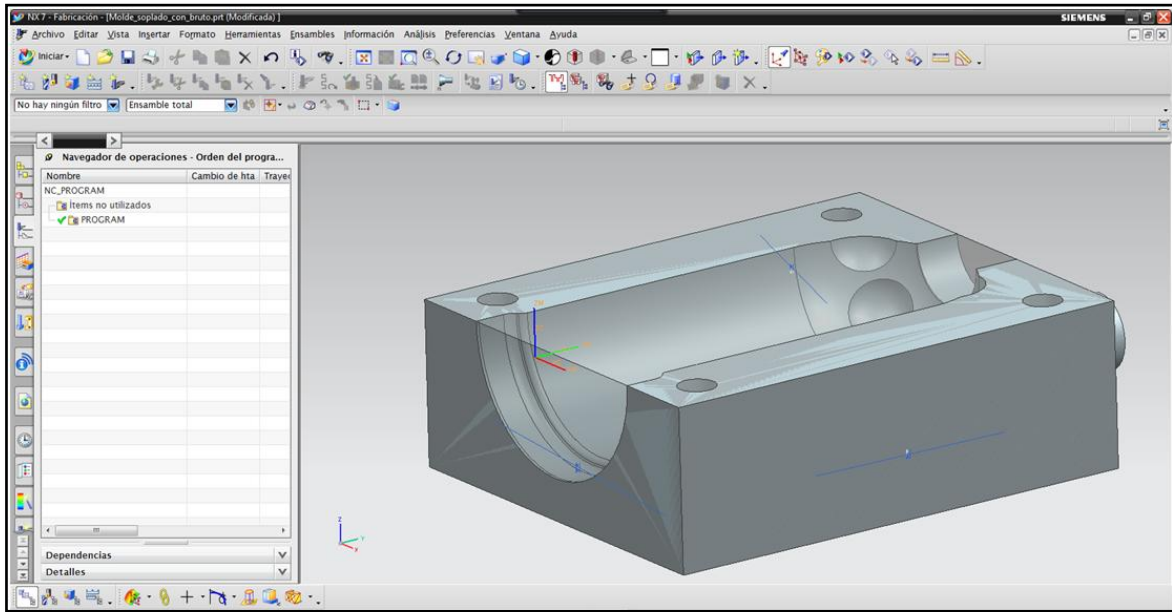 NX 7 - Fabricación - [Molde_soplado_con_bruto.prt (Modificada) ]
SIEMENS
Archivo Editar Vista Insertar Formato Herramientas Ensambles Información Análisis Preferencias Ventana Ayuda
Iniciar
No hay ningún filtro Ensamble total
Navegador de operaciones - Orden del progra...
Nombre Cambio de hta Trayec
NC_PROGRAM
Ítems no utilizados
PROGRAM
Dependencias
Detalles
ZM
Z
Y
X